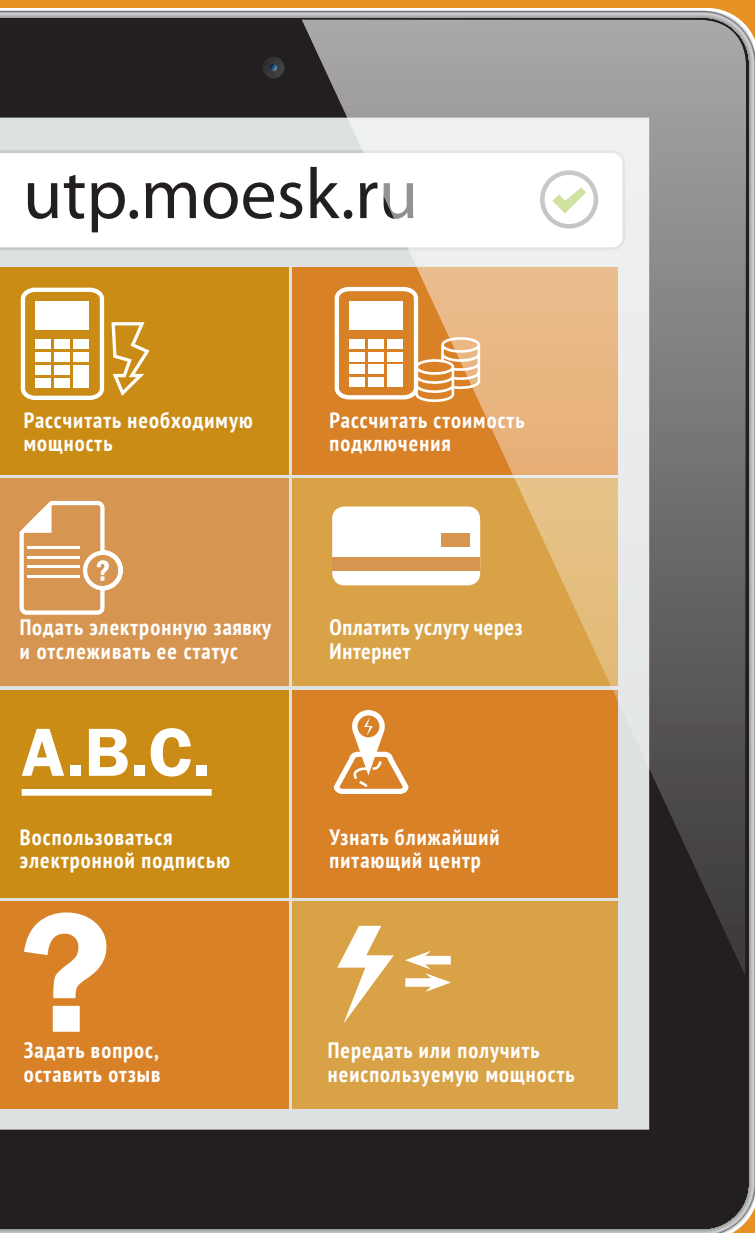 utp.moesk.ru
Рассчитать необходимую
мощность
Рассчитать стоимость
подключения
?
Подать электронную заявку
и отслеживать ее статус
Оплатить услугу через
Интернет
A.B.C.
Воспользоваться
электронной подписью
Узнать ближайший
питающий центр
?
Задать вопрос,
оставить отзыв
Передать или получить
неиспользуемую мощность